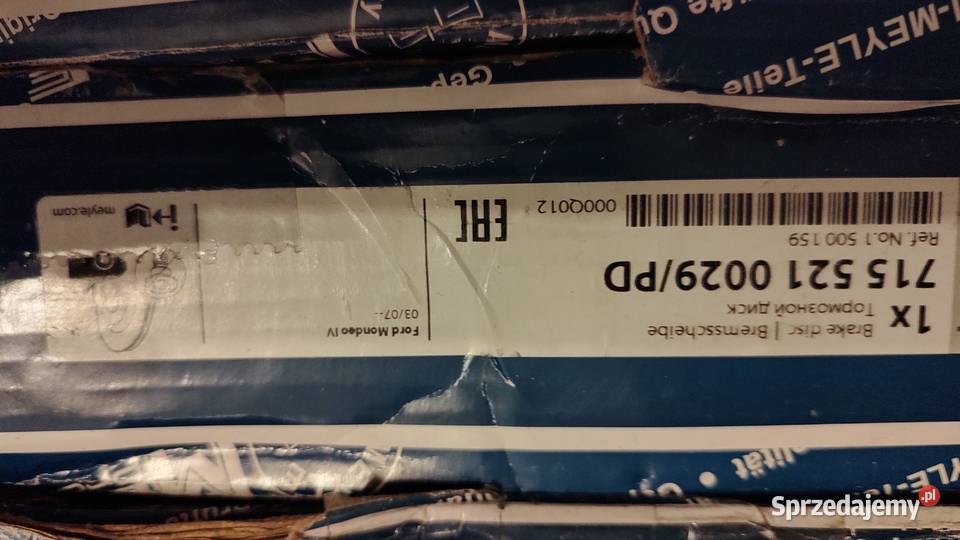 1x
Brake disc | Bremsscheibe
Тормозной диск
715 521 0029/PD
Ref. No.1 500 159
000Q012
EAC
Ford Mondeo IV
03/07--
meyle.com
-MEYLE-Teile
Sprzedajemy.pl